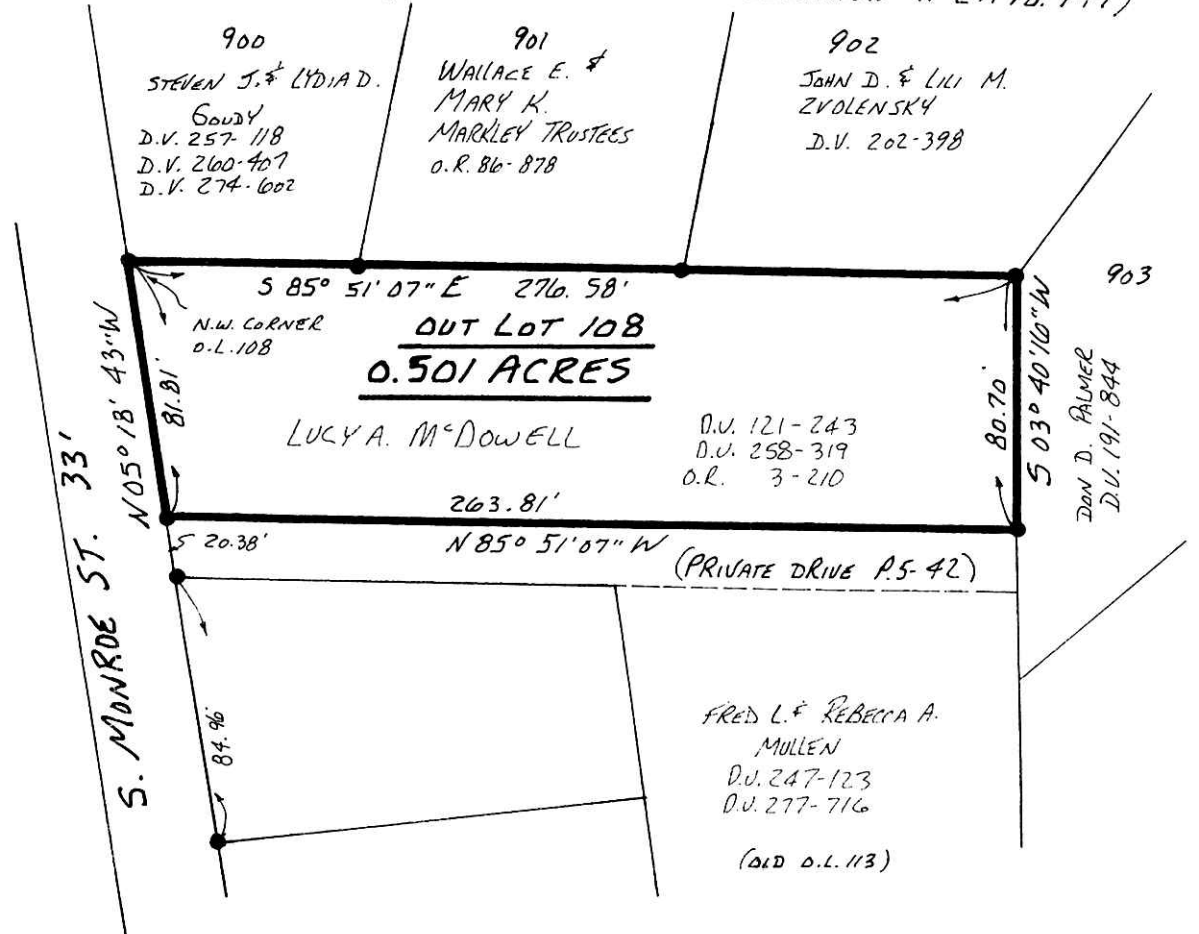 900
STEVEN J. & LYDIA D.
GOUDY
D.V. 257-118
D.V. 260-407
D.V. 274-602
901
WALLACE E. &
MARY K.
MARKLEY TRUSTEES
O.R. 86-878
902
JOHN D. & LILI M.
ZVOLENSKY
D.V. 202-398
903
S 85° 51' 07" E 276.58'
N.W. CORNER
O.L. 108
OUT LOT 108
0.501 ACRES
LUCY A. McDOWELL
D.V. 121-243
D.V. 258-319
O.R. 3-210
N 05° 13' 43" W
81.81'
80.70'
S 03° 40' 16" W
DON D. PALMER
D.V. 191-844
S. MONROE ST. 33'
263.81'
N 85° 51' 07" W
20.38'
(PRIVATE DRIVE P.5-42)
84.96'
FRED L. & REBECCA A.
MULLEN
D.V. 247-123
D.V. 277-716
(OLD O.L. 113)